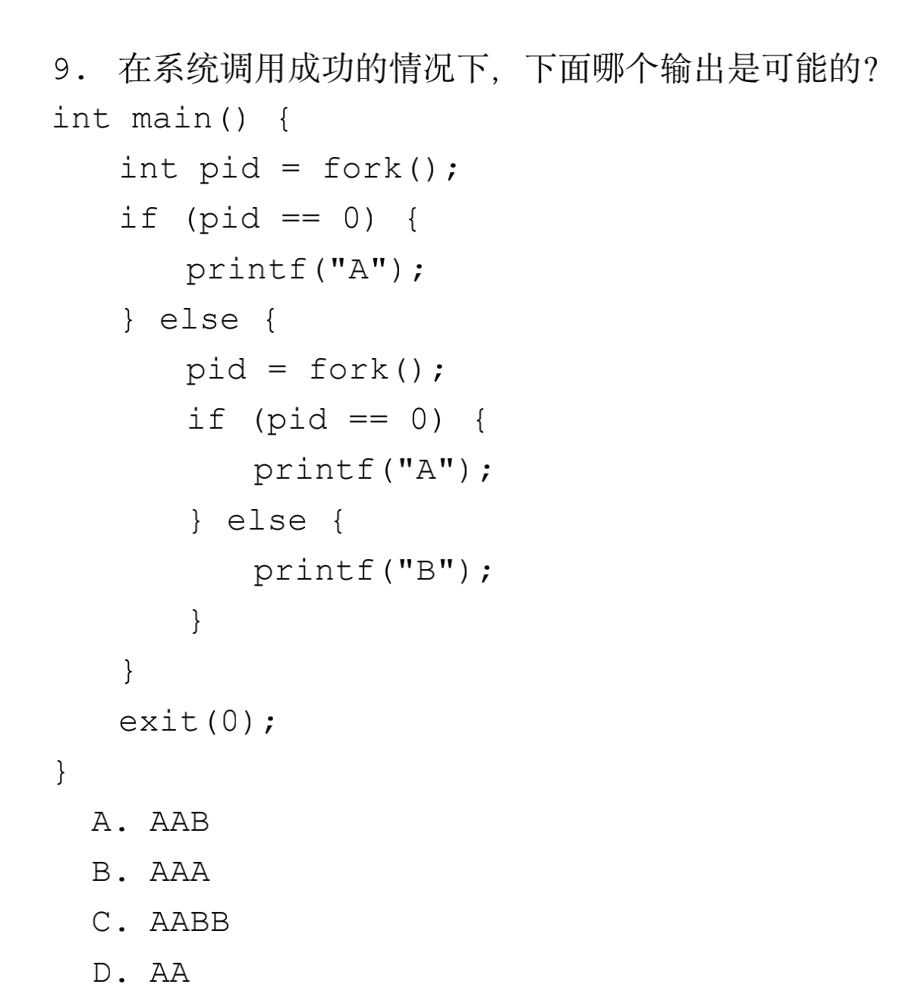 9. 在系统调用成功的情况下, 下面哪个输出是可能的?
int main() {
    int pid = fork();
    if (pid == 0) {
        printf("A");
    } else {
        pid = fork();
        if (pid == 0) {
            printf("A");
        } else {
            printf("B");
        }
    }
    exit(0);
}
A. AAB
B. AAA
C. AABB
D. AA